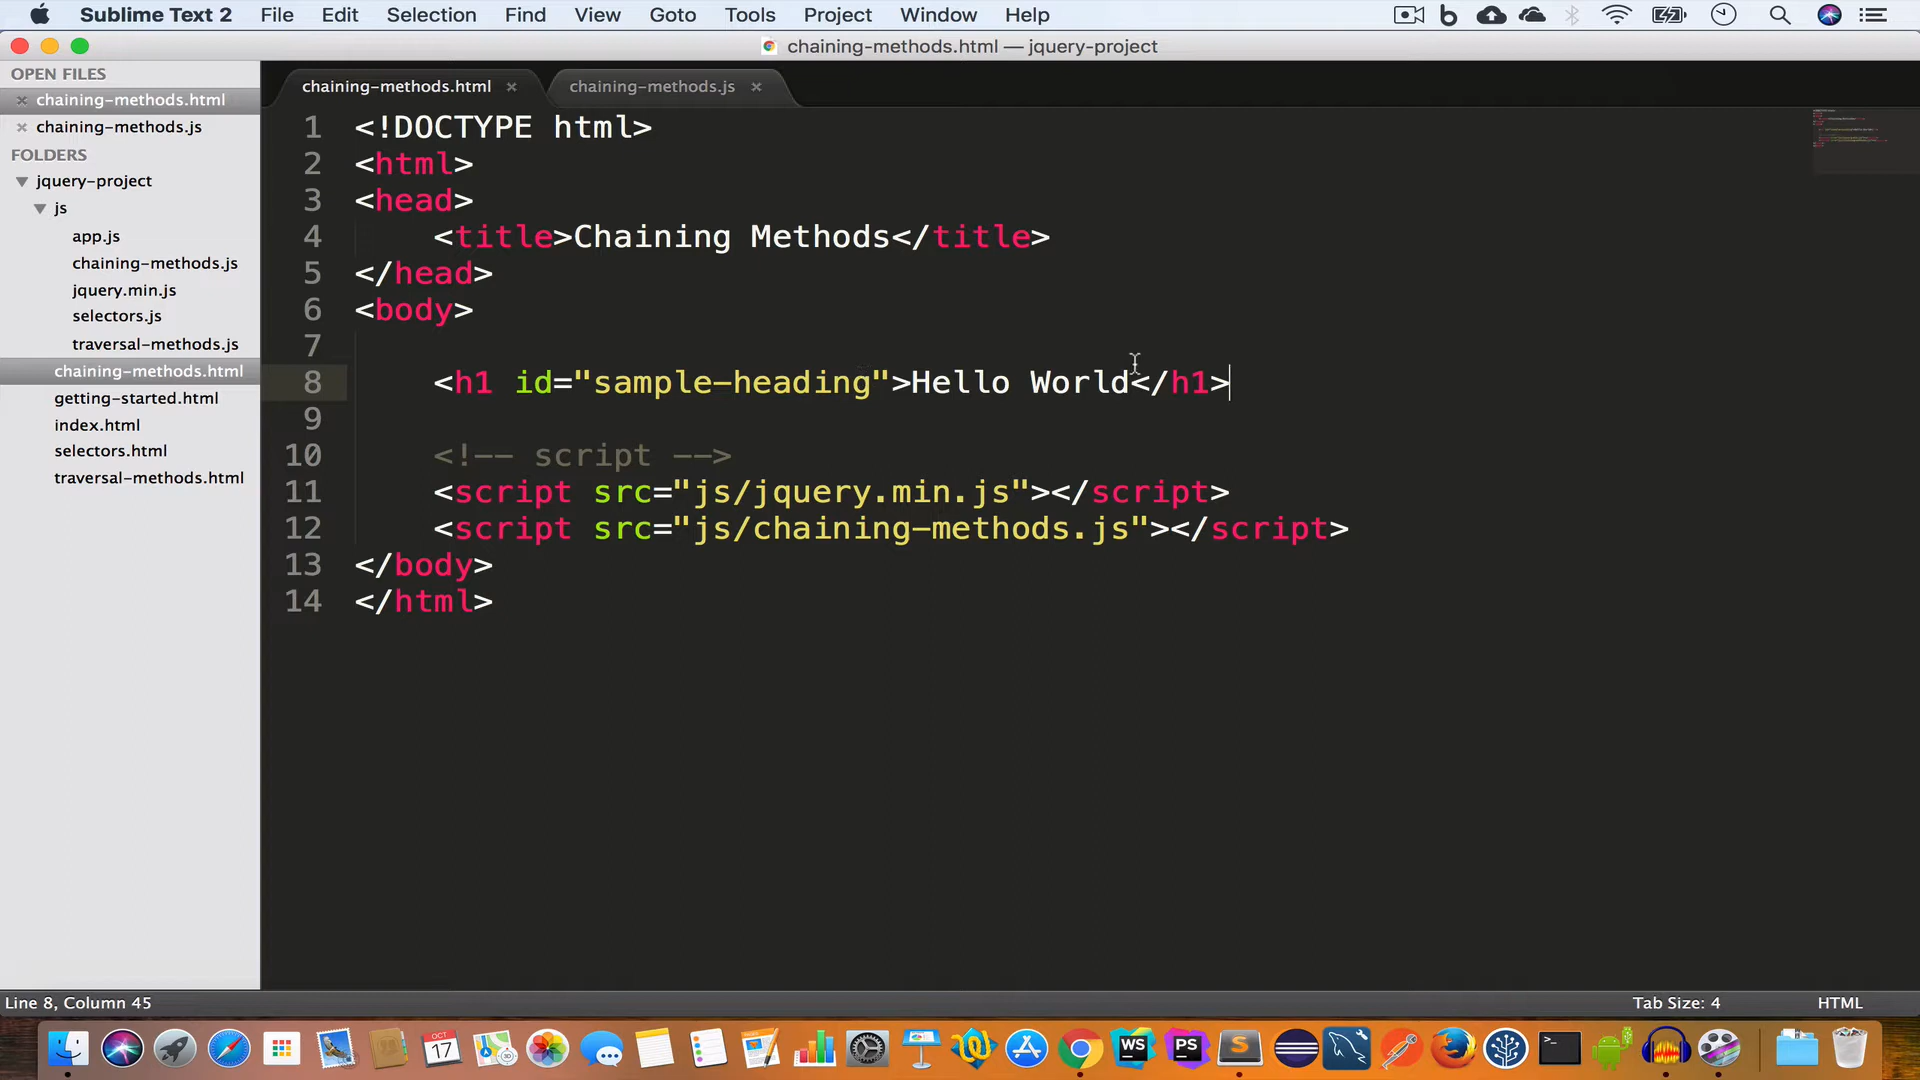 Sublime Text 2 File Edit Selection Find View Goto Tools Project Window Help
chaining-methods.html — jquery-project
OPEN FILES
chaining-methods.html
chaining-methods.js
FOLDERS
jquery-project
js
app.js
chaining-methods.js
jquery.min.js
selectors.js
traversal-methods.js
chaining-methods.html
getting-started.html
index.html
selectors.html
traversal-methods.html
chaining-methods.html × chaining-methods.js ×
1 <!DOCTYPE html>
2 <html>
3 <head>
4 <title>Chaining Methods</title>
5 </head>
6 <body>
7
8 <h1 id="sample-heading">Hello World</h1>
9
10 <!-- script -->
11 <script src="js/jquery.min.js"></script>
12 <script src="js/chaining-methods.js"></script>
13 </body>
14 </html>
Line 8, Column 45
Tab Size: 4 HTML
OCT
17
3D
WS
PS